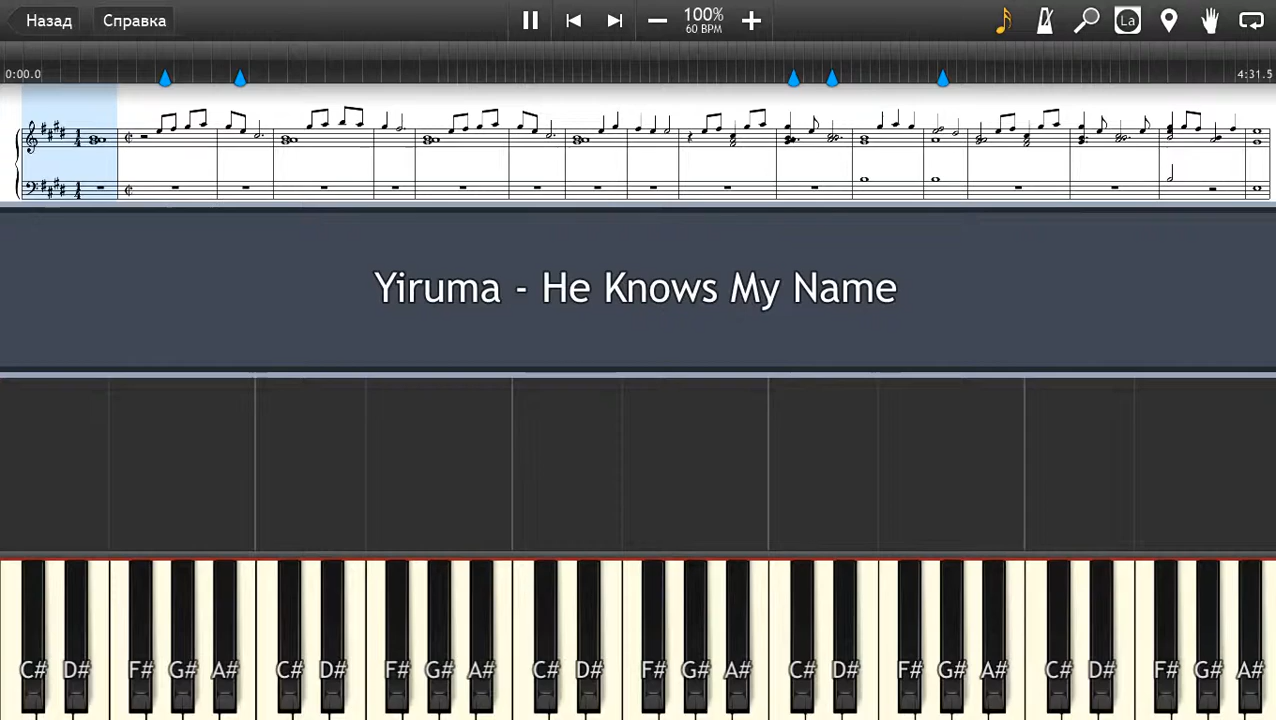 Назад Справка 100% La
60 BPM
0:00.0 4:31.5
Yiruma - He Knows My Name
C# D# F# G# A# C# D# F# G# A# C# D# F# G# A# C# D# F# G# A# C# D# F# G# A#